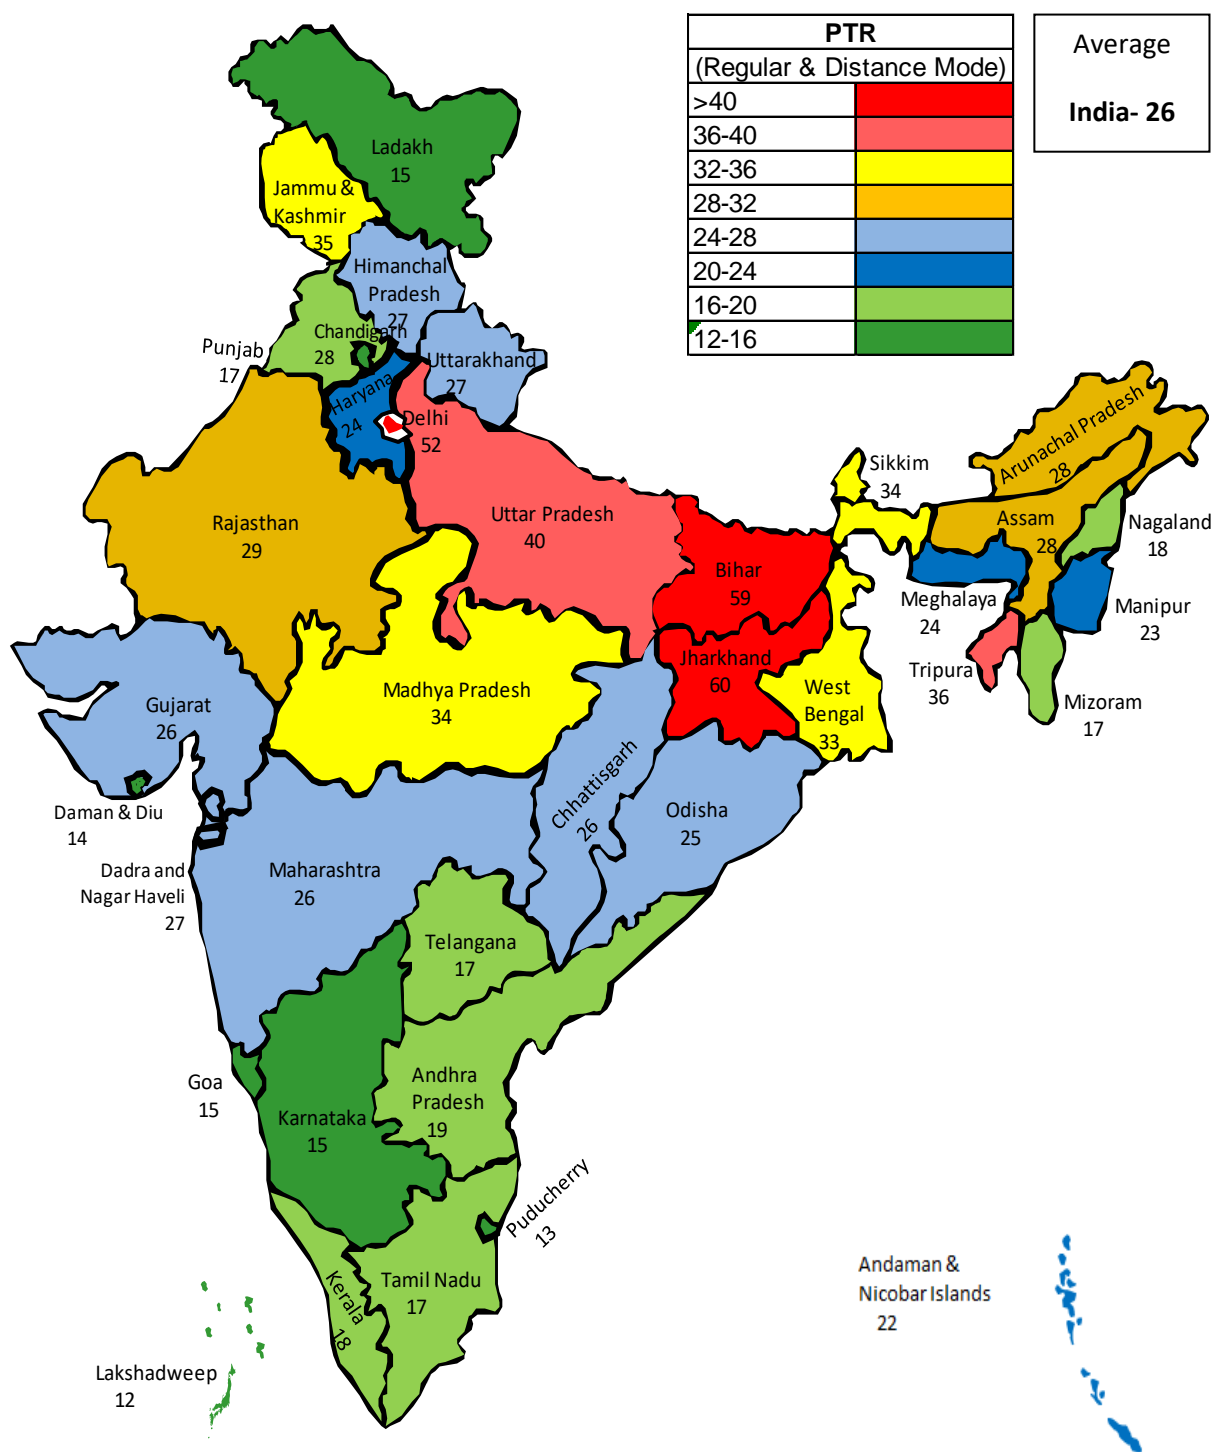 PTR
(Regular & Distance Mode)
>40
36-40
32-36
28-32
24-28
20-24
16-20
12-16
Average
India- 26
Ladakh
15
Jammu &
Kashmir
35
Himanchal
Pradesh
27
Chandigarh
28
Punjab
17
Uttarakhand
27
Haryana
24
Delhi
52
Rajasthan
29
Uttar Pradesh
40
Bihar
59
Sikkim
34
Arunachal Pradesh
28
Assam
28
Nagaland
18
Meghalaya
24
Manipur
23
Tripura
36
Mizoram
17
Jharkhand
60
West
Bengal
33
Madhya Pradesh
34
Gujarat
26
Daman & Diu
14
Dadra and
Nagar Haveli
27
Chhattisgarh
26
Odisha
25
Maharashtra
26
Telangana
17
Goa
15
Karnataka
15
Andhra
Pradesh
19
Puducherry
13
Kerala
18
Tamil Nadu
17
Lakshadweep
12
Andaman &
Nicobar Islands
22